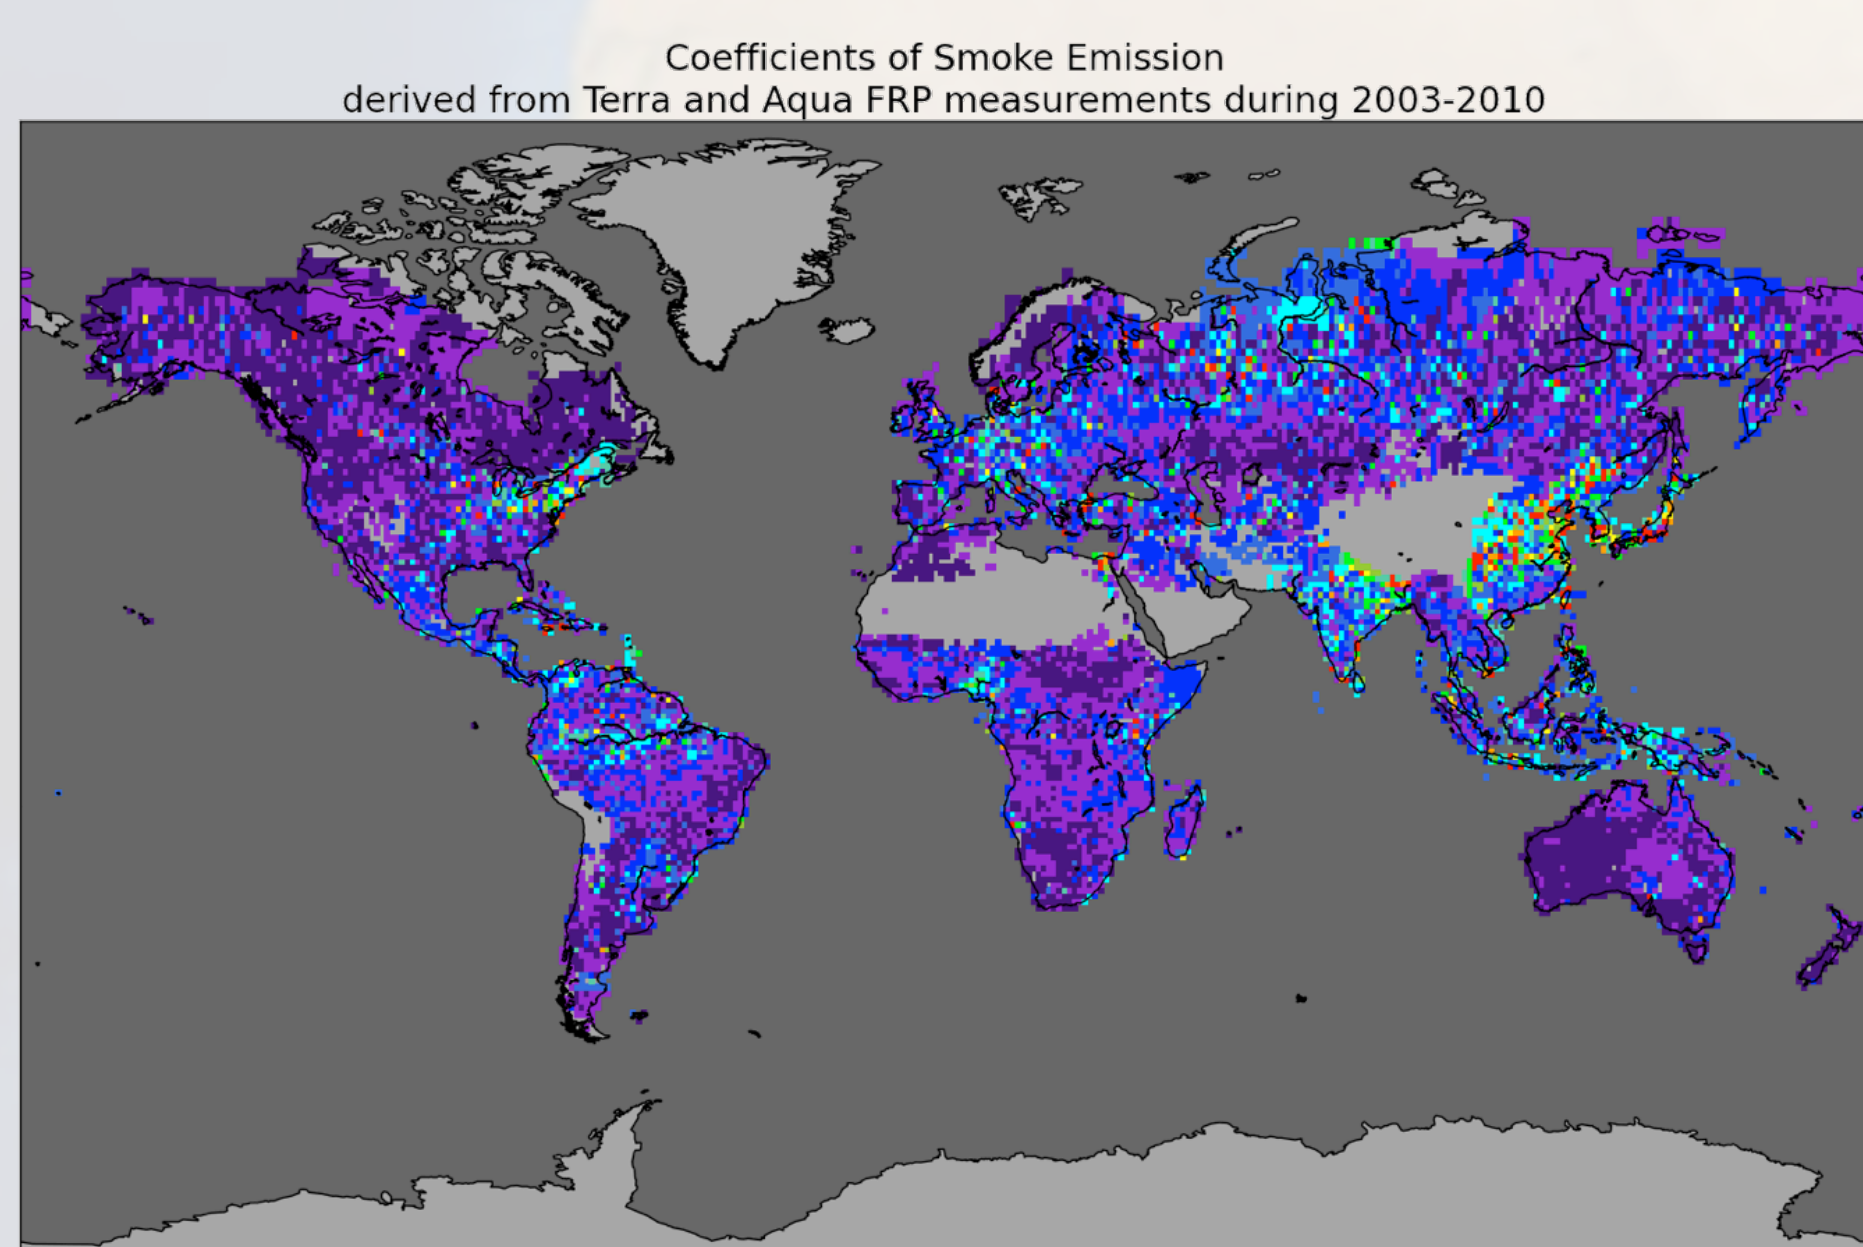 Coefficients of Smoke Emission
derived from Terra and Aqua FRP measurements during 2003-2010